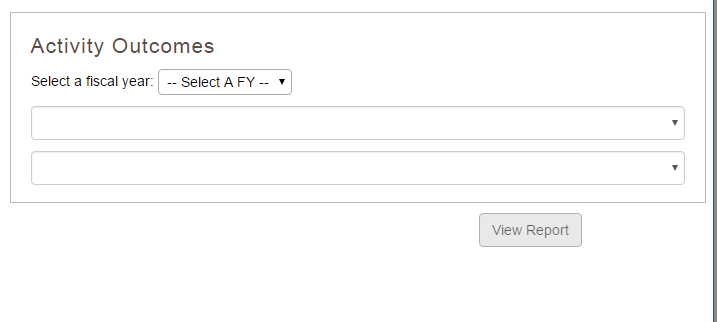 Activity Outcomes
Select a fiscal year: -- Select A FY --
View Report